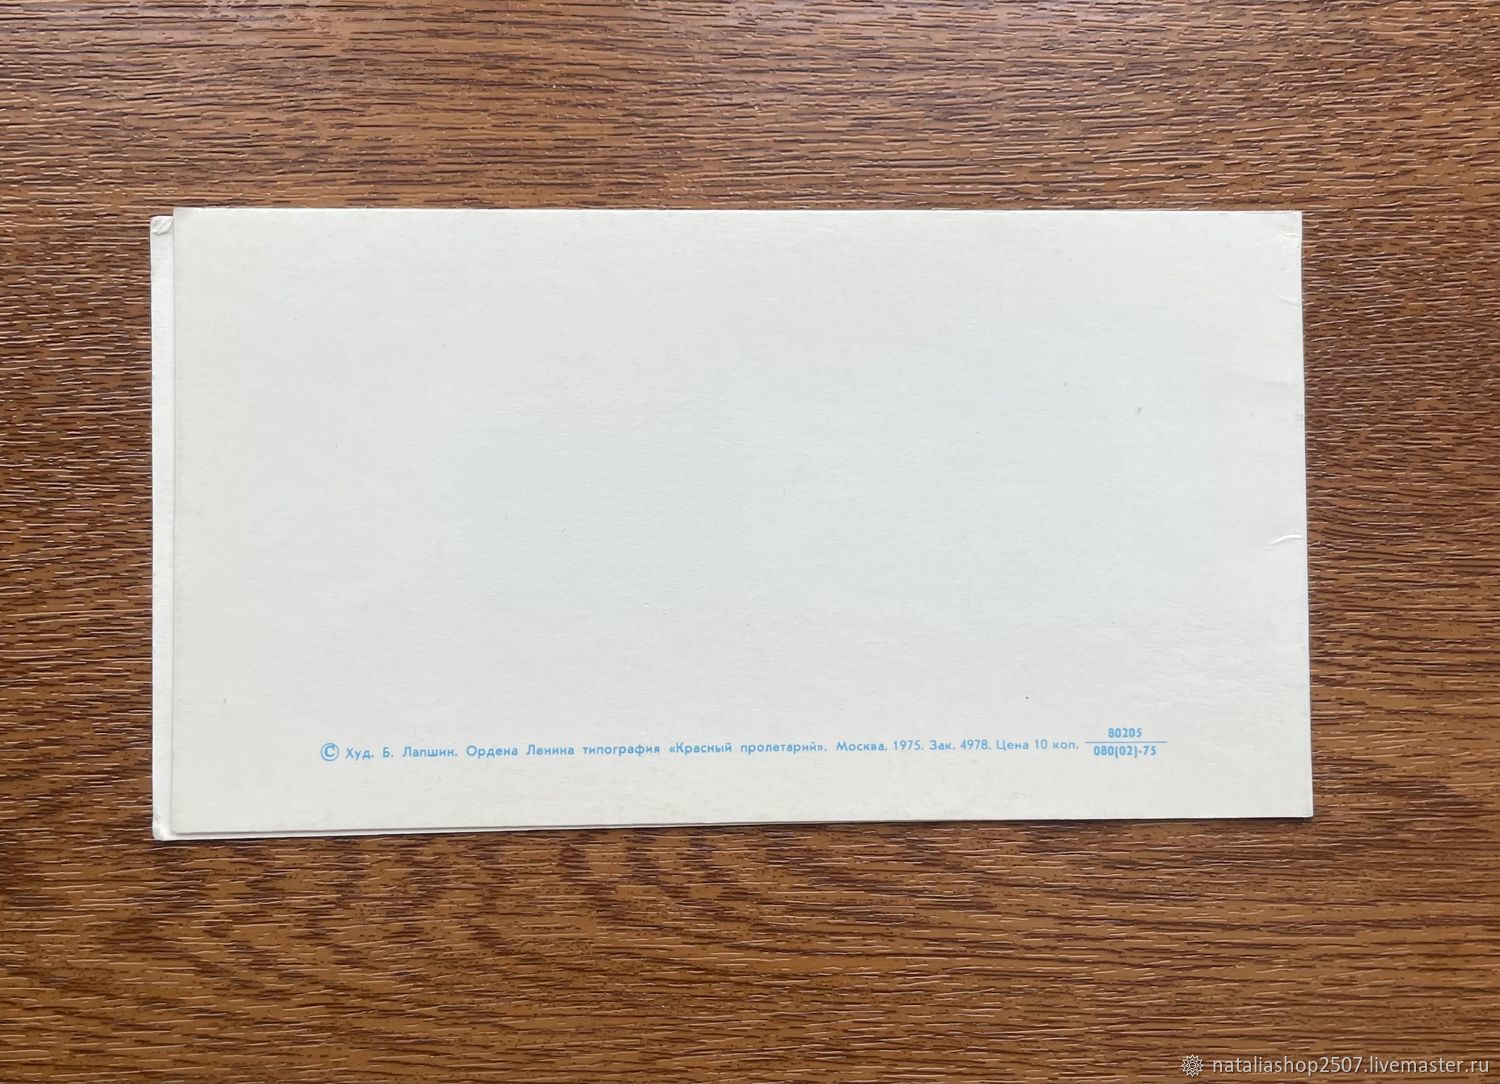 © Худ. Б. Лапшин. Ордена Ленина типография «Красный пролетарий». Москва. 1975. Зак. 4978. Цена 10 коп. 80205
080(02)-75
nataliashop2507.livemaster.ru